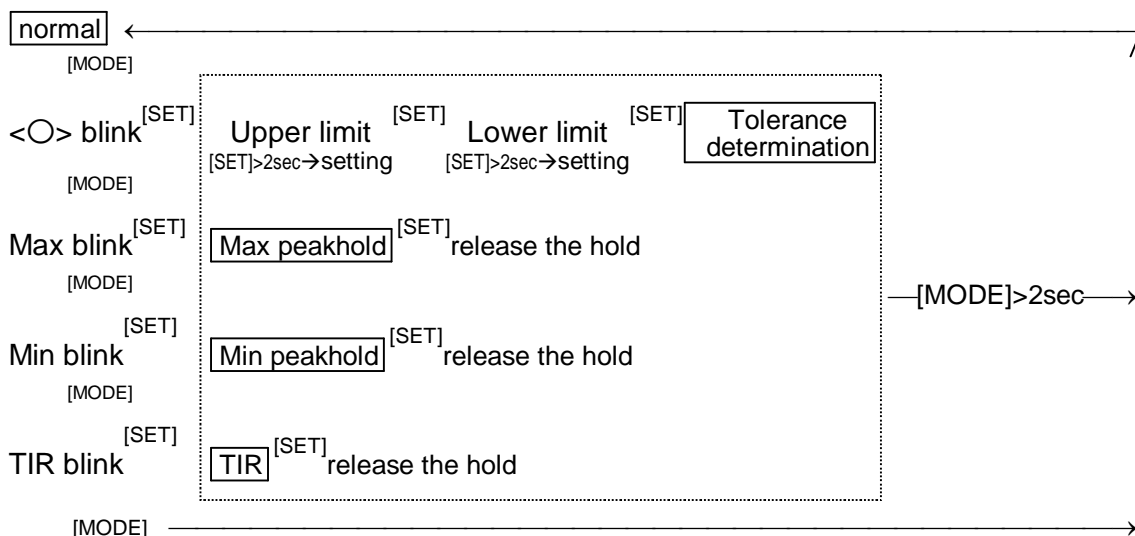 normal
[MODE]
<○> blink [SET] Upper limit [SET] Lower limit [SET] Tolerance determination
[SET]>2sec→setting [SET]>2sec→setting
[MODE]
Max blink [SET] Max peakhold [SET] release the hold
[MODE]
[MODE]>2sec
Min blink [SET] Min peakhold [SET] release the hold
[MODE]
TIR blink [SET] TIR [SET] release the hold
[MODE]